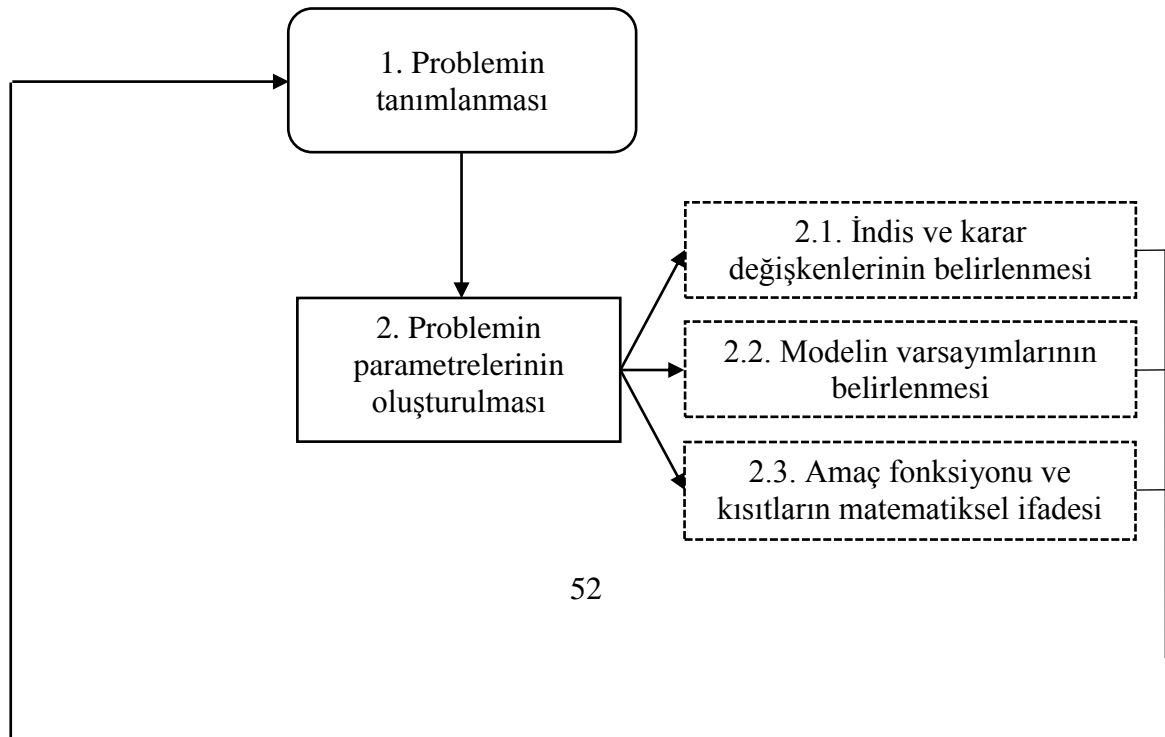 1. Problemin
tanımlanması
2.1. İndis ve karar
değişkenlerinin belirlenmesi
2. Problemin
parametrelerinin
oluşturulması
2.2. Modelin varsayımlarının
belirlenmesi
2.3. Amaç fonksiyonu ve
kısıtların matematiksel ifadesi
52